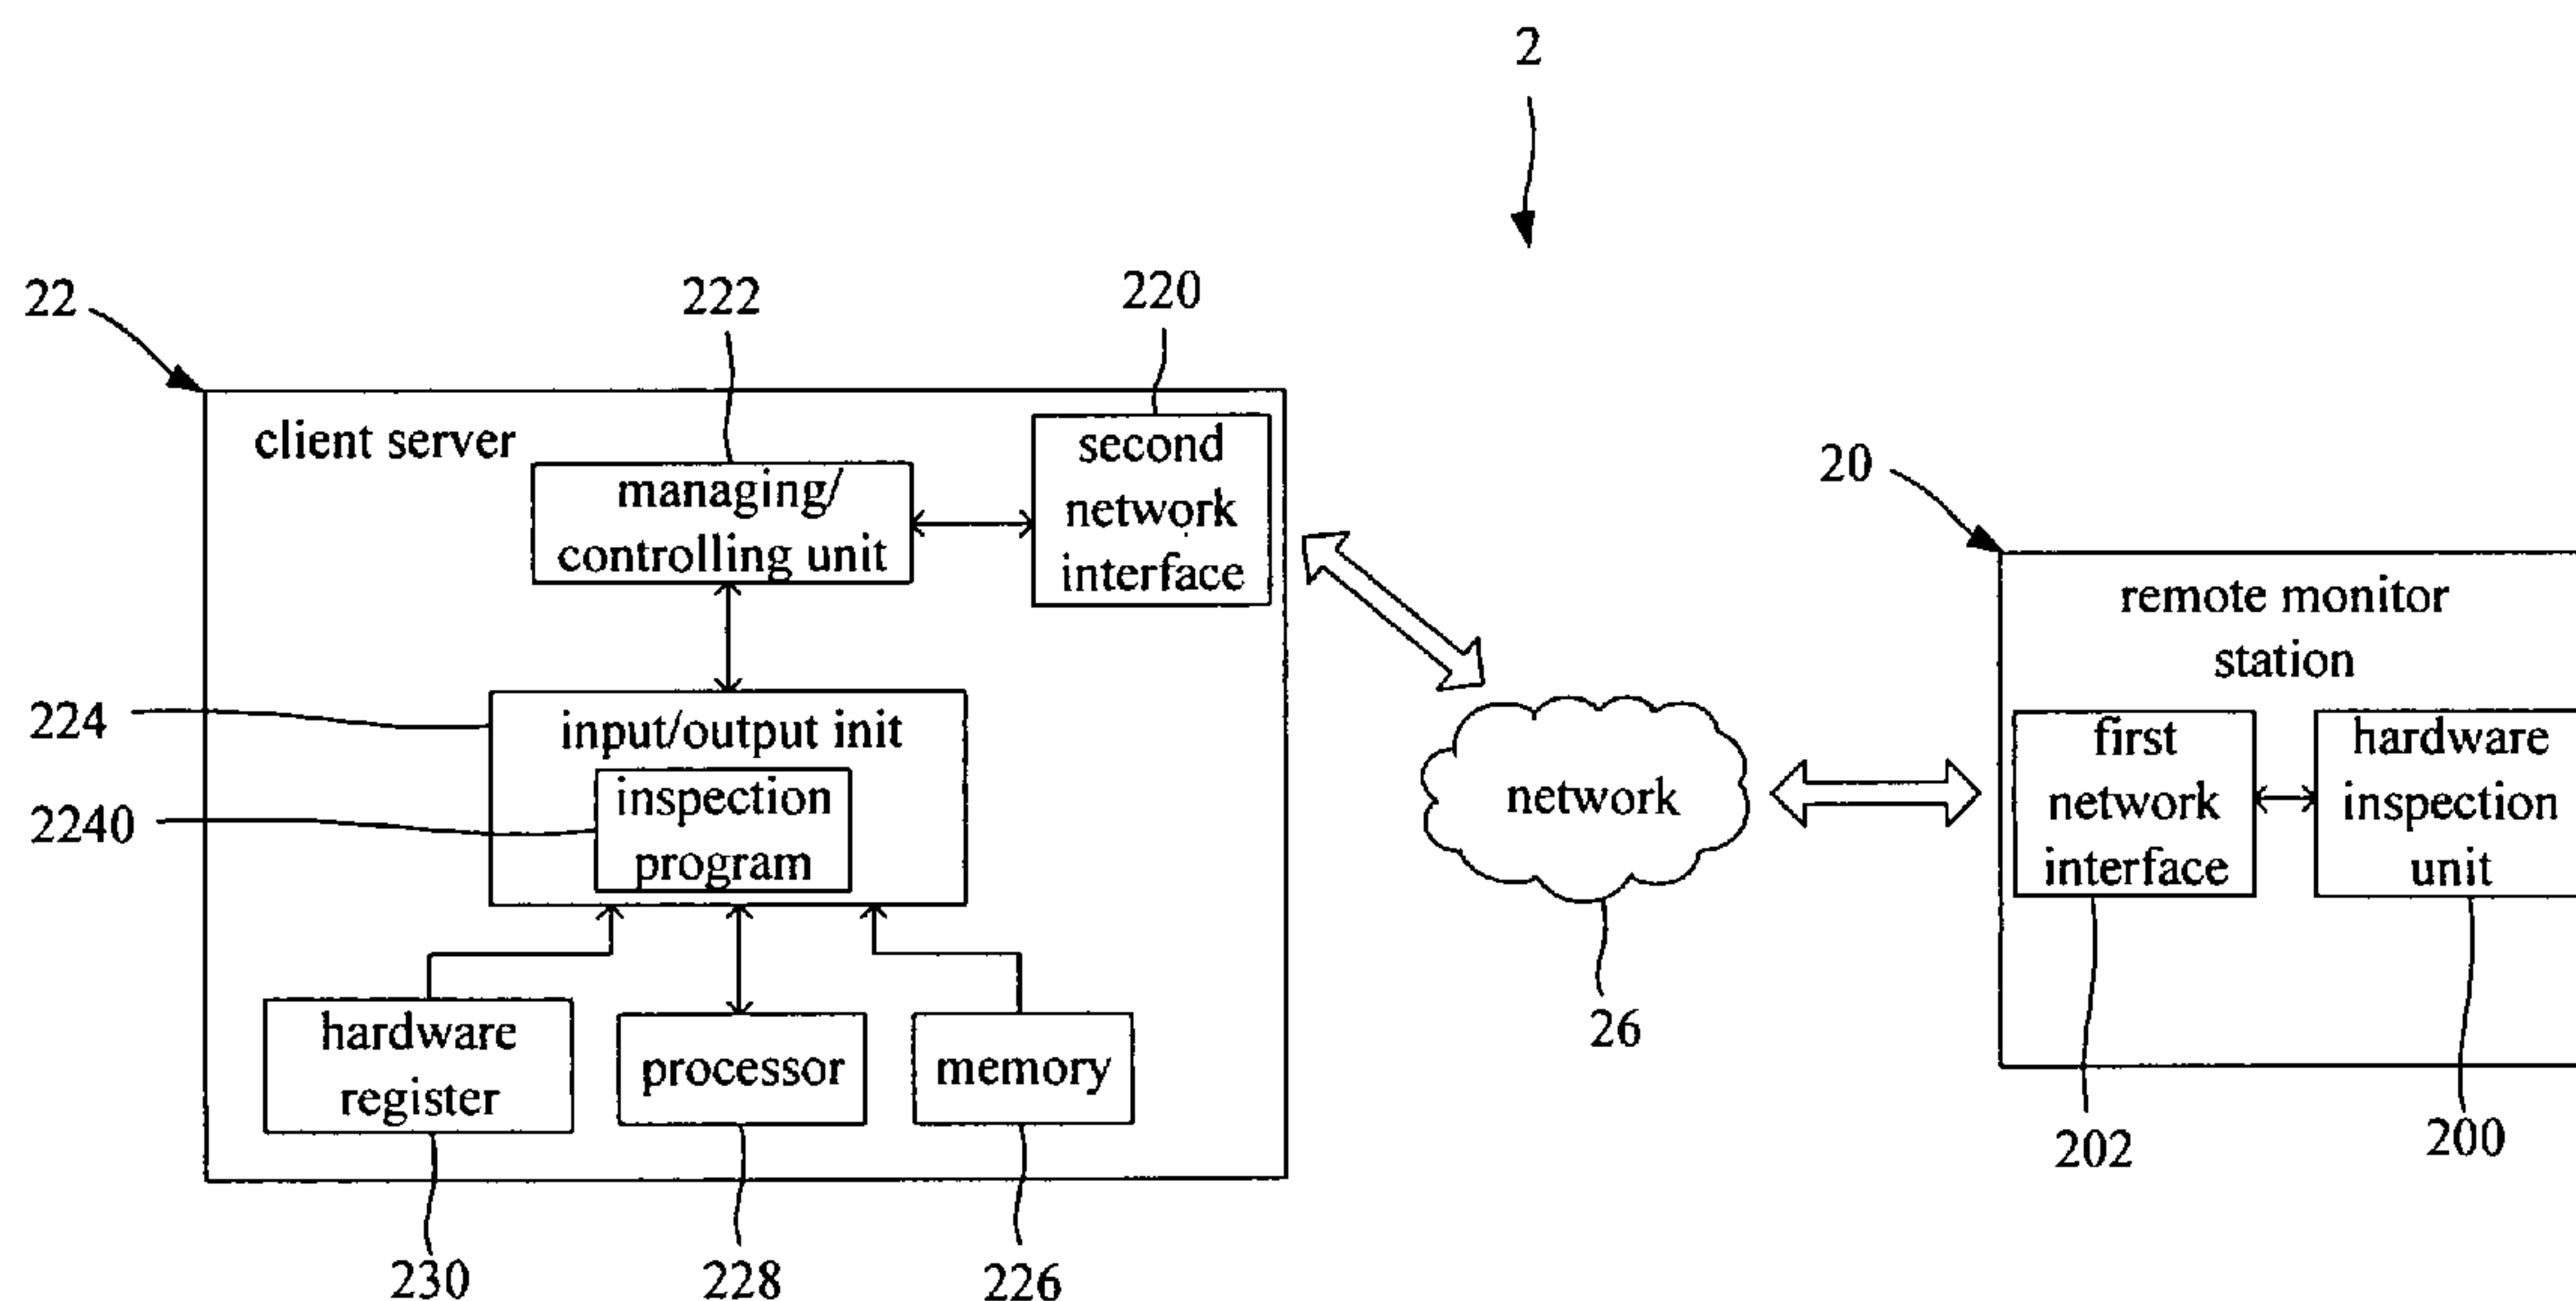 2
22
222
220
client server
managing/
controlling unit
second
network
interface
20
remote monitor
station
224
input/output init
2240
inspection
program
network
first
network
interface
hardware
inspection
unit
hardware
register
processor
memory
26
202
200
230
228
226